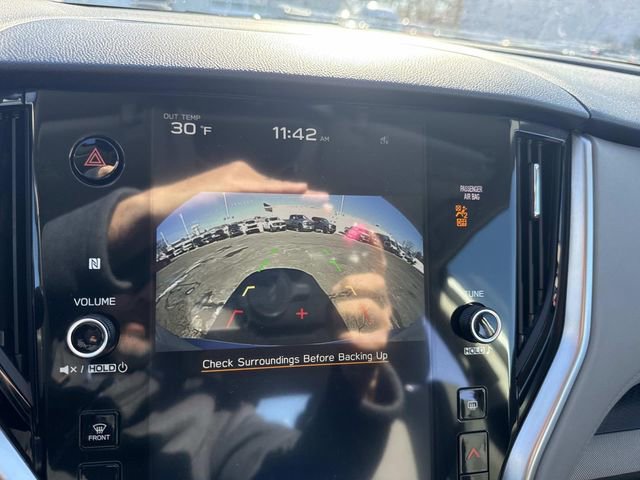 OUT TEMP
30°F
11:42 AM
PASSENGER
AIR BAG
N
VOLUME
TUNE
/ HOLD
HOLD
Check Surroundings Before Backing Up
FRONT